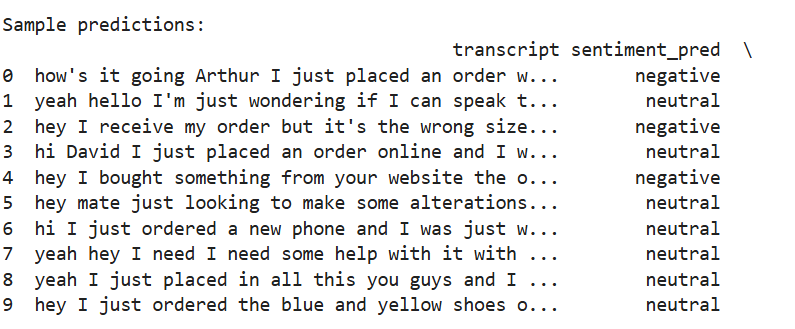 Sample predictions:
transcript sentiment_pred \
0 how's it going Arthur I just placed an order w... negative
1 yeah hello I'm just wondering if I can speak t... neutral
2 hey I receive my order but it's the wrong size... negative
3 hi David I just placed an order online and I w... neutral
4 hey I bought something from your website the o... negative
5 hey mate just looking to make some alterations... neutral
6 hi I just ordered a new phone and I was just w... neutral
7 yeah hey I need I need some help with it with ... neutral
8 yeah I just placed in all this you guys and I ... neutral
9 hey I just ordered the blue and yellow shoes o... neutral